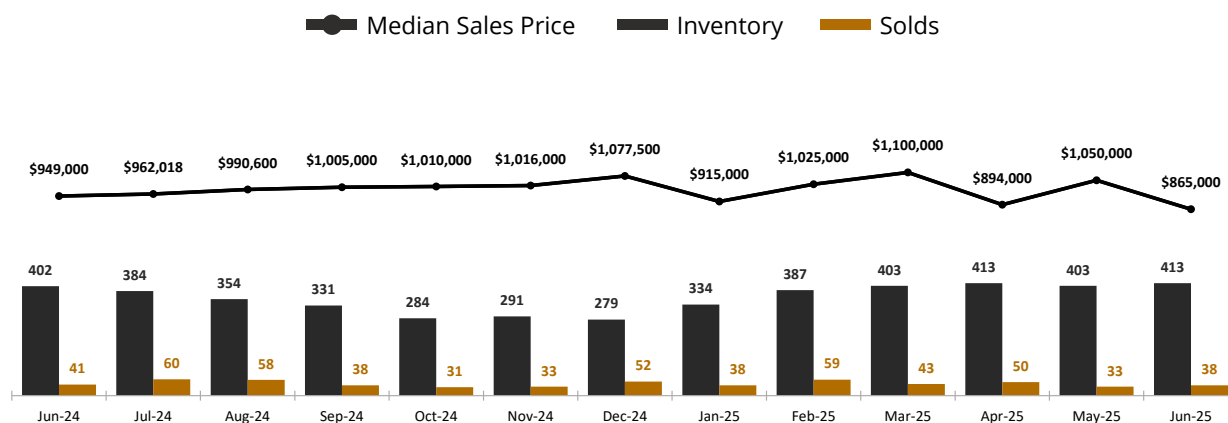 Median Sales Price Inventory Solds
$949,000 $962,018 $990,600 $1,005,000 $1,010,000 $1,016,000 $1,077,500 $915,000 $1,025,000 $1,100,000 $894,000 $1,050,000 $865,000
402 384 354 331 284 291 279 334 387 403 413 403 413
41 60 58 38 31 33 52 38 59 43 50 33 38
Jun-24 Jul-24 Aug-24 Sep-24 Oct-24 Nov-24 Dec-24 Jan-25 Feb-25 Mar-25 Apr-25 May-25 Jun-25